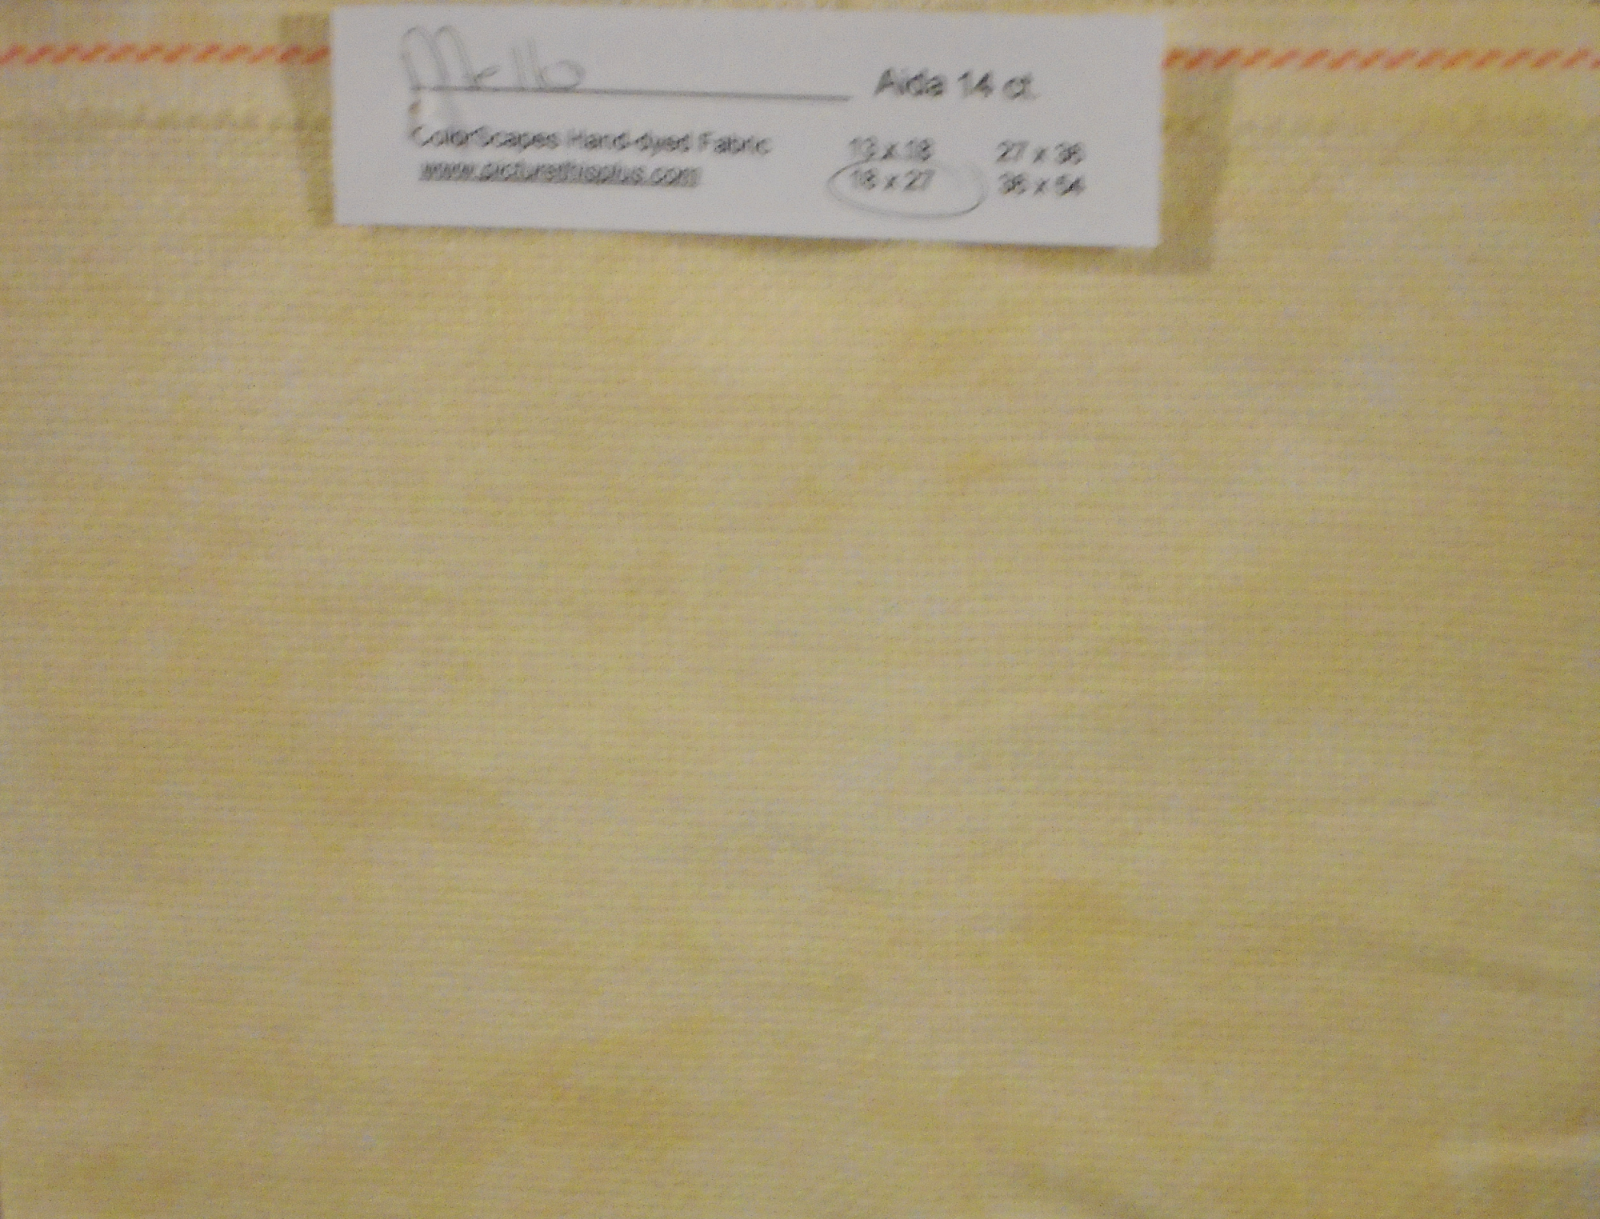 Mello Aida 14 ct.
ColorScapes Hand-dyed Fabric 13 x 18 27 x 36
www.picturethisplus.com 18 x 27 36 x 54